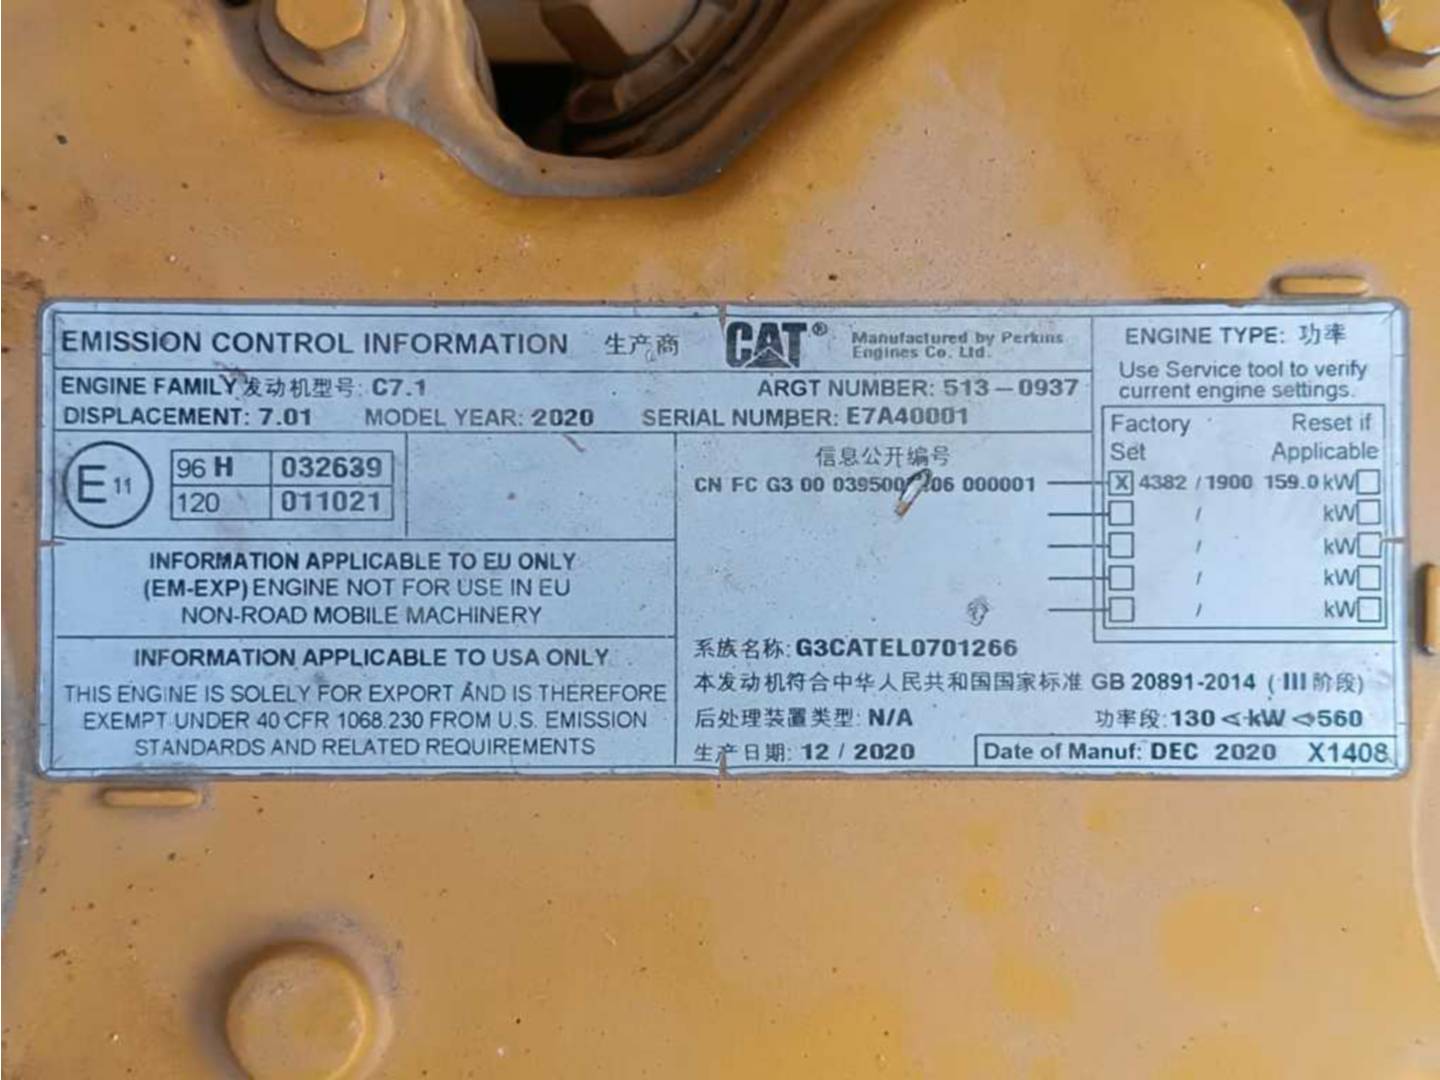 EMISSION CONTROL INFORMATION 生产商 CAT® Manufactured by Perkins Engines Co. Ltd.
ENGINE FAMILY 发动机型号: C7.1 ARGT NUMBER: 513-0937
DISPLACEMENT: 7.01 MODEL YEAR: 2020 SERIAL NUMBER: E7A40001
E 11
96 H 032639
120 011021
INFORMATION APPLICABLE TO EU ONLY
(EM-EXP) ENGINE NOT FOR USE IN EU
NON-ROAD MOBILE MACHINERY
INFORMATION APPLICABLE TO USA ONLY
THIS ENGINE IS SOLELY FOR EXPORT AND IS THEREFORE
EXEMPT UNDER 40 CFR 1068.230 FROM U.S. EMISSION
STANDARDS AND RELATED REQUIREMENTS
信息公开编号
CN FC G3 00 000001
ENGINE TYPE: 功率
Use Service tool to verify
current engine settings.
Factory Reset if
Set Applicable
X 4382 / 1900 159.0 kW
/ kW
/ kW
/ kW
/ kW
系族名称: G3CATEL0701266
本发动机符合中华人民共和国国家标准 GB 20891-2014 ( III 阶段)
后处理装置类型: N/A 功率段: 130 <kW <560
生产日期: 12 / 2020 Date of Manuf: DEC 2020 X1408